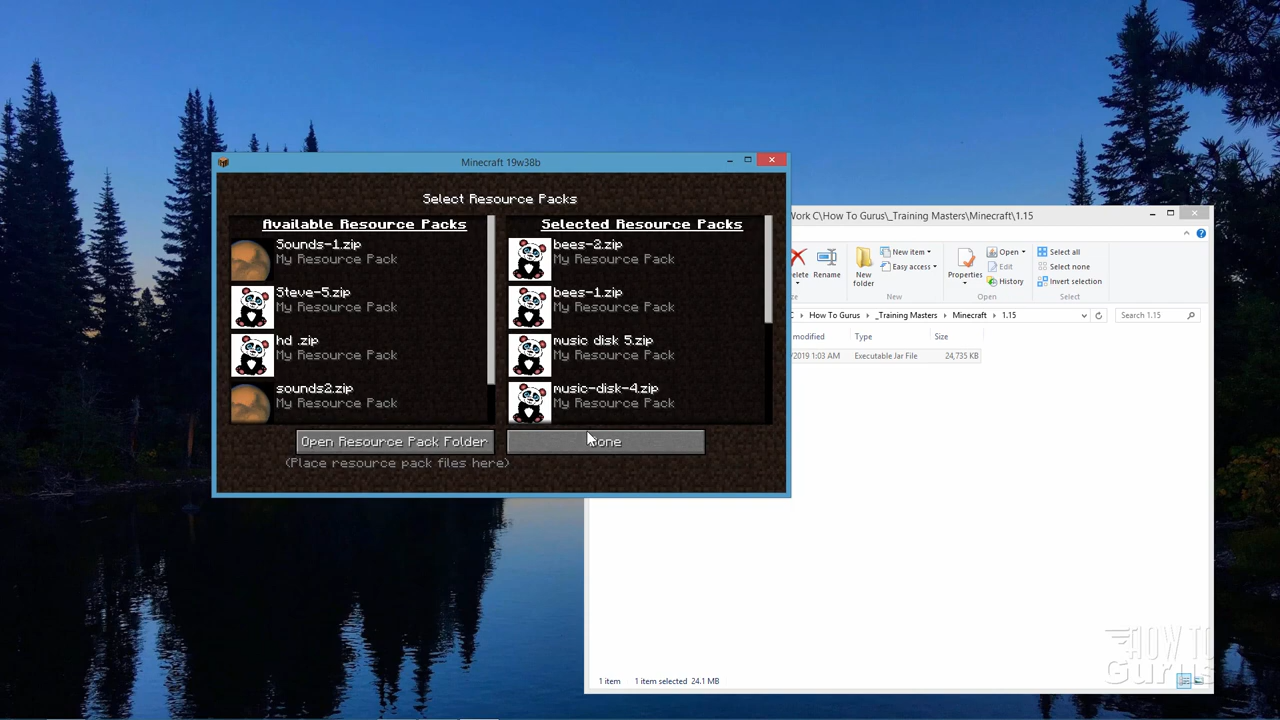 Minecraft 19w38b
Select Resource Packs
Available Resource Packs
Sounds-1.zip
My Resource Pack
Steve-5.zip
My Resource Pack
hd .zip
My Resource Pack
sounds2.zip
My Resource Pack
Selected Resource Packs
bees-2.zip
My Resource Pack
bees-1.zip
My Resource Pack
music disk 5.zip
My Resource Pack
music-disk-4.zip
My Resource Pack
Open Resource Pack Folder
(Place resource pack files here)
one
Work C\How To Gurus\_Training Masters\Minecraft\1.15
elete
Rename
New
folder
New item
Easy access
New
Properties
Open
Edit
History
Open
Select all
Select none
Invert selection
Select
C
How To Gurus
_Training Masters
Minecraft
1.15
Search 1.15
modified
Type
Size
/2019 1:03 AM
Executable Jar File
24,735 KB
1 item
1 item selected 24.1 MB
HOW TO
Gurus